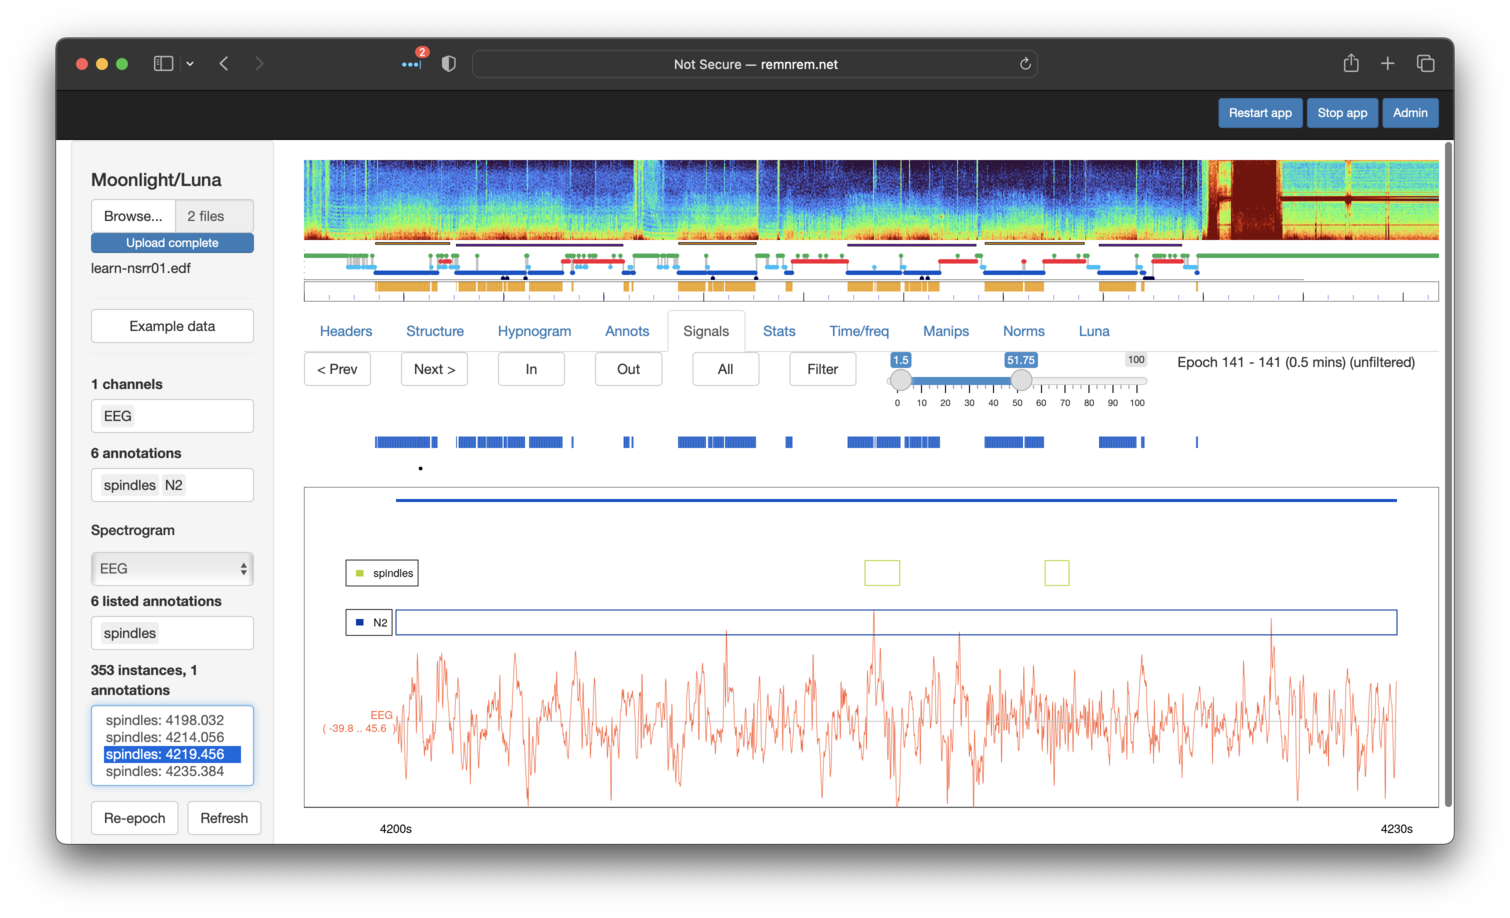 2
Not Secure — remnrem.net
Restart app
Stop app
Admin
Moonlight/Luna
Browse...
2 files
Upload complete
learn-nsrr01.edf
Example data
1 channels
EEG
6 annotations
spindles N2
Spectrogram
EEG
6 listed annotations
spindles
353 instances, 1
annotations
spindles: 4198.032
spindles: 4214.056
spindles: 4219.456
spindles: 4235.384
Re-epoch
Refresh
Headers
Structure
Hypnogram
Annots
Signals
Stats
Time/freq
Manips
Norms
Luna
< Prev
Next >
In
Out
All
Filter
1.5
51.75
100
0 10 20 30 40 50 60 70 80 90 100
Epoch 141 - 141 (0.5 mins) (unfiltered)
spindles
N2
EEG
( -39.8 .. 45.6 )
4200s
4230s